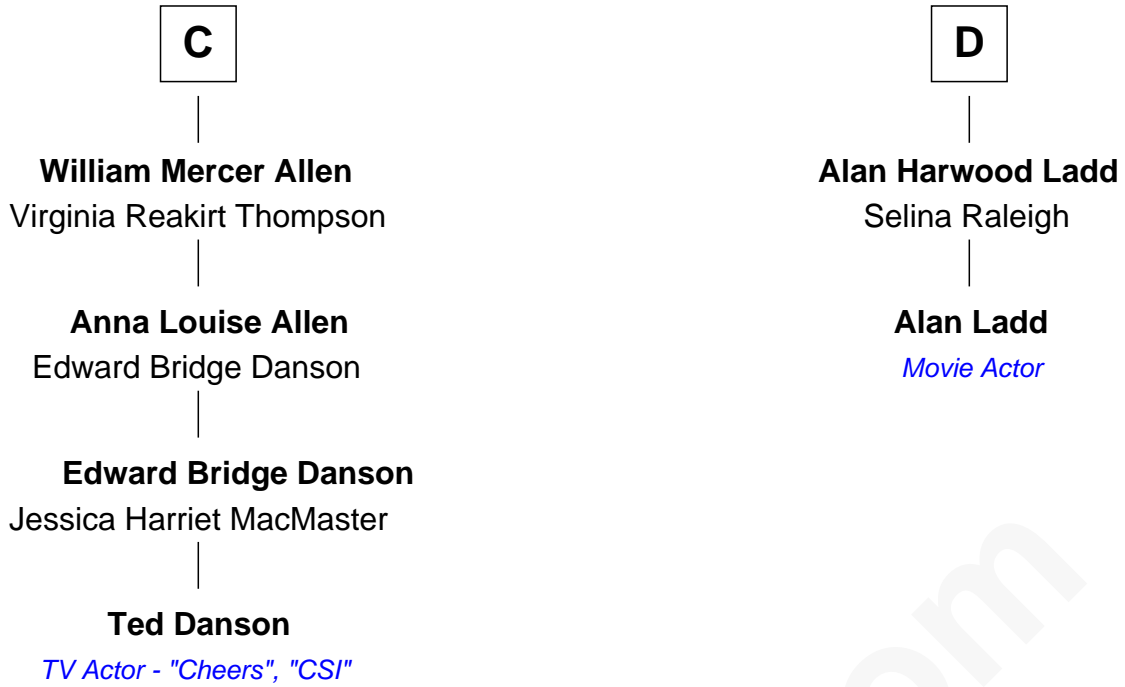 C
William Mercer Allen
Virginia Reakirt Thompson
Anna Louise Allen
Edward Bridge Danson
Edward Bridge Danson
Jessica Harriet MacMaster
Ted Danson
TV Actor - "Cheers", "CSI"
D
Alan Harwood Ladd
Selina Raleigh
Alan Ladd
Movie Actor
om